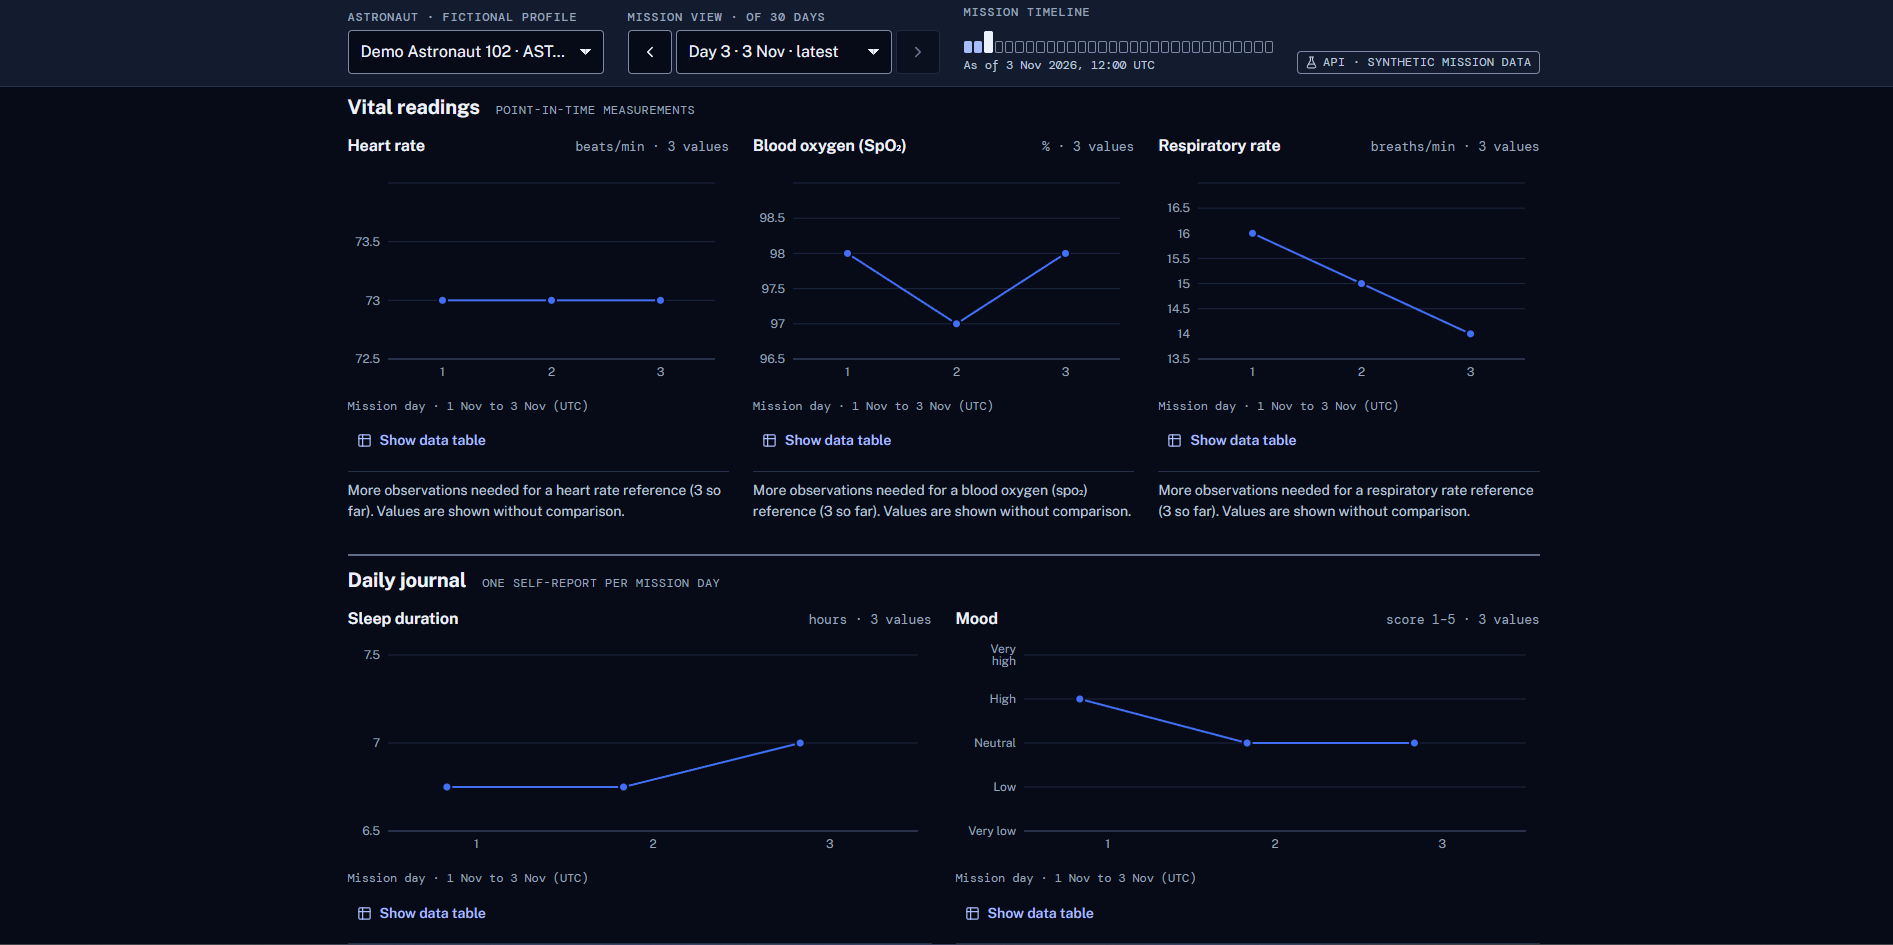 ASTRONAUT · FICTIONAL PROFILE
Demo Astronaut 102 · AST...
MISSION VIEW · OF 30 DAYS
Day 3 · 3 Nov · latest
MISSION TIMELINE
As of 3 Nov 2026, 12:00 UTC
API · SYNTHETIC MISSION DATA
Vital readings POINT-IN-TIME MEASUREMENTS
Heart rate beats/min · 3 values
73.5
73
72.5
1 2 3
Mission day · 1 Nov to 3 Nov (UTC)
Show data table
More observations needed for a heart rate reference (3 so
far). Values are shown without comparison.
Blood oxygen (SpO₂) % · 3 values
98.5
98
97.5
97
96.5
1 2 3
Mission day · 1 Nov to 3 Nov (UTC)
Show data table
More observations needed for a blood oxygen (spo₂)
reference (3 so far). Values are shown without comparison.
Respiratory rate breaths/min · 3 values
16.5
16
15.5
15
14.5
14
13.5
1 2 3
Mission day · 1 Nov to 3 Nov (UTC)
Show data table
More observations needed for a respiratory rate reference
(3 so far). Values are shown without comparison.
Daily journal ONE SELF-REPORT PER MISSION DAY
Sleep duration hours · 3 values
7.5
7
6.5
1 2 3
Mission day · 1 Nov to 3 Nov (UTC)
Show data table
Mood score 1–5 · 3 values
Very
high
High
Neutral
Low
Very low
1 2 3
Mission day · 1 Nov to 3 Nov (UTC)
Show data table